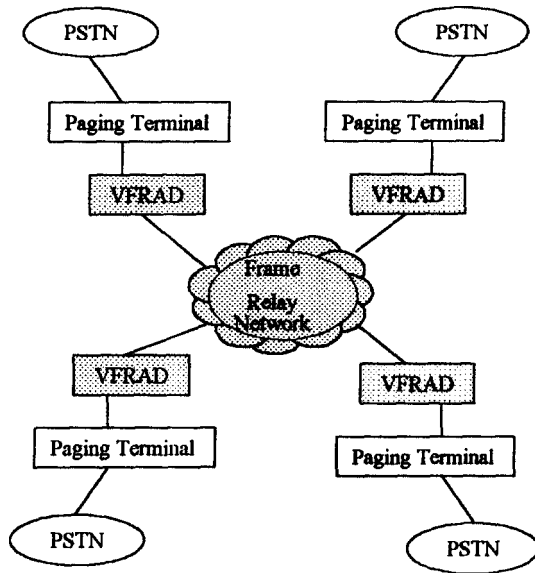 PSTN
PSTN
Paging Terminal
Paging Terminal
VFRAD
VFRAD
Frame
Relay
Network
VFRAD
VFRAD
Paging Terminal
Paging Terminal
PSTN
PSTN